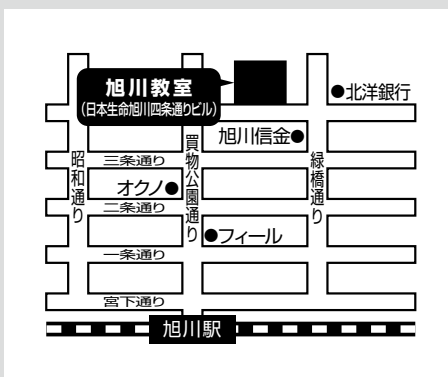 旭川教室
(日本生命旭川四条通りビル)
●北洋銀行
旭川信金●
買物公園通り
昭和通り
緑橋通り
三条通り
オクノ●
二条通り
●フィール
一条通り
宮下通り
旭川駅